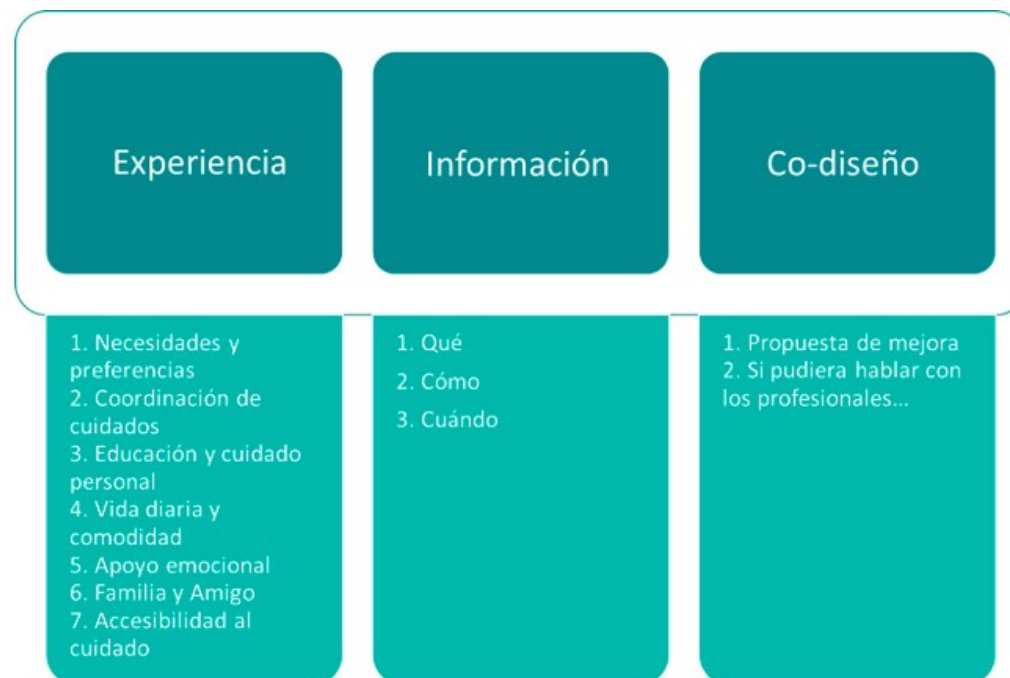 Experiencia
Información
Co-diseño
1. Necesidades y
preferencias
2. Coordinación de
cuidados
3. Educación y cuidado
personal
4. Vida diaria y
comodidad
5. Apoyo emocional
6. Familia y Amigo
7. Accesibilidad al
cuidado
1. Qué
2. Cómo
3. Cuándo
1. Propuesta de mejora
2. Si pudiera hablar con
los profesionales...